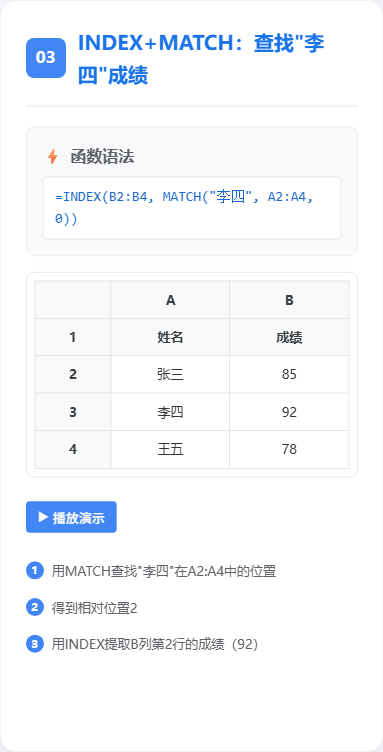 03
INDEX+MATCH：查找"李
四"成绩
函数语法
=INDEX(B2:B4, MATCH("李四", A2:A4,
0))
A B
1 姓名 成绩
2 张三 85
3 李四 92
4 王五 78
播放演示
1 用MATCH查找"李四"在A2:A4中的位置
2 得到相对位置2
3 用INDEX提取B列第2行的成绩（92）